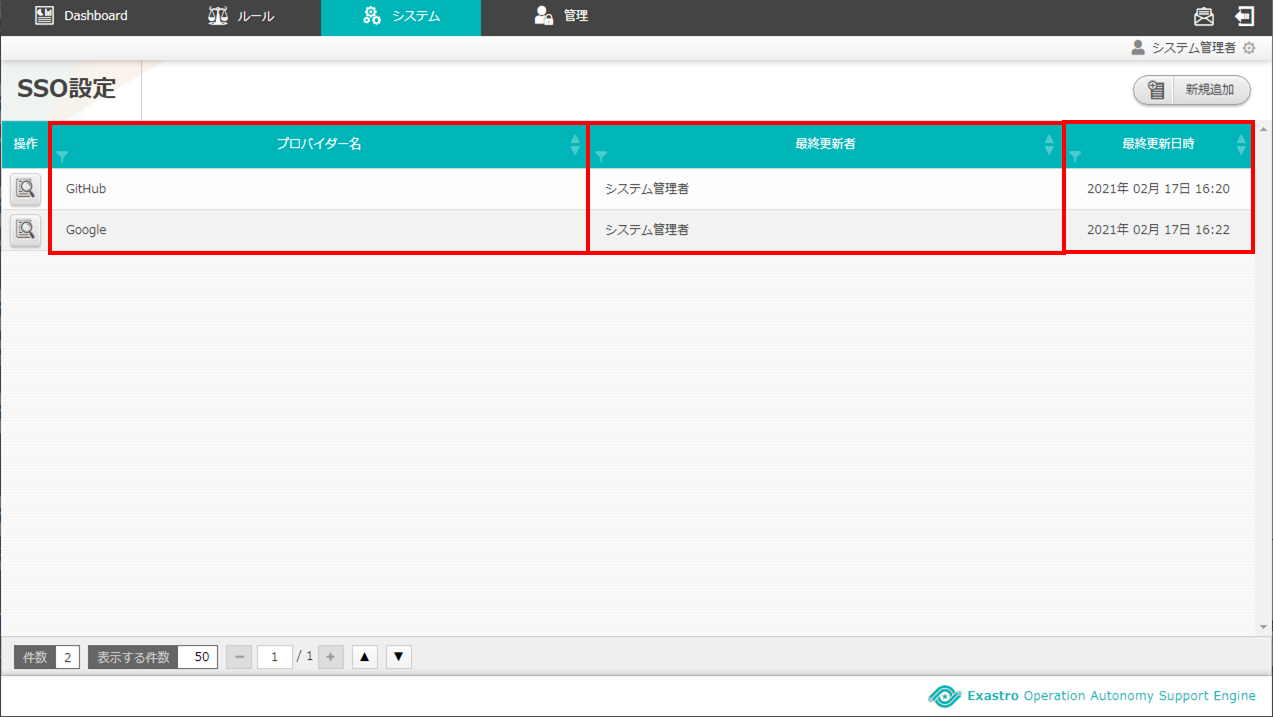 Dashboard ルール システム 管理
システム管理者
SSO設定
新規追加
操作 プロバイダー名 最終更新者 最終更新日時
GitHub システム管理者 2021年 02月 17日 16:20
Google システム管理者 2021年 02月 17日 16:22
件数 2 表示する件数 50 − 1 / 1 + ▲ ▼
Exastro Operation Autonomy Support Engine